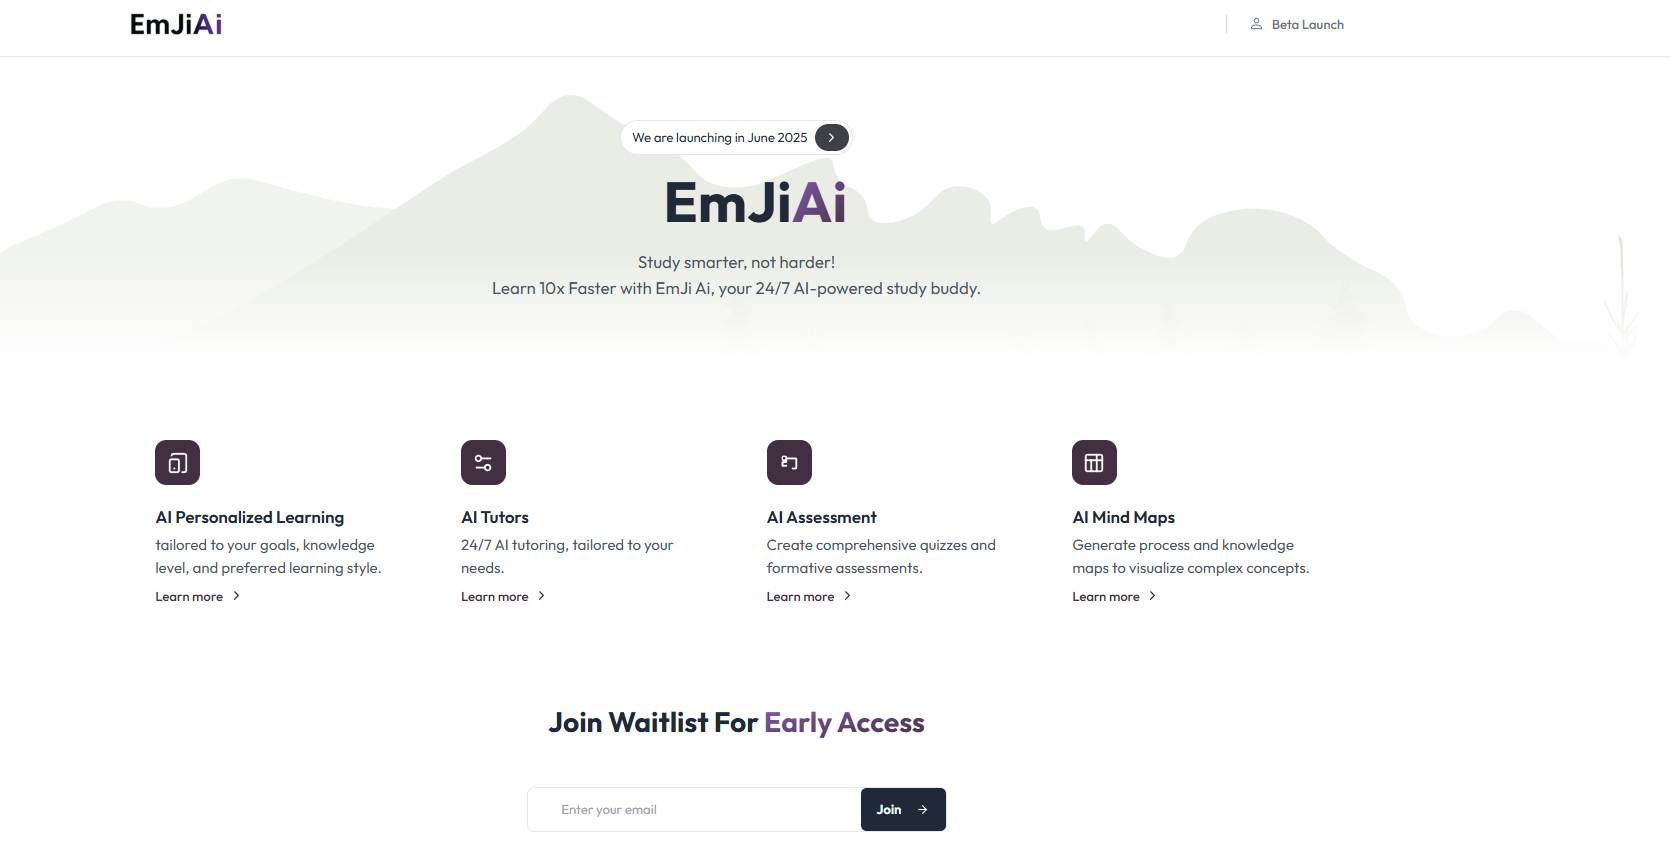 EmJiAi
Beta Launch
We are launching in June 2025
EmJiAi
Study smarter, not harder!
Learn 10x Faster with EmJi Ai, your 24/7 AI-powered study buddy.
AI Personalized Learning
tailored to your goals, knowledge
level, and preferred learning style.
Learn more
AI Tutors
24/7 AI tutoring, tailored to your
needs.
Learn more
AI Assessment
Create comprehensive quizzes and
formative assessments.
Learn more
AI Mind Maps
Generate process and knowledge
maps to visualize complex concepts.
Learn more
Join Waitlist For Early Access
Enter your email
Join